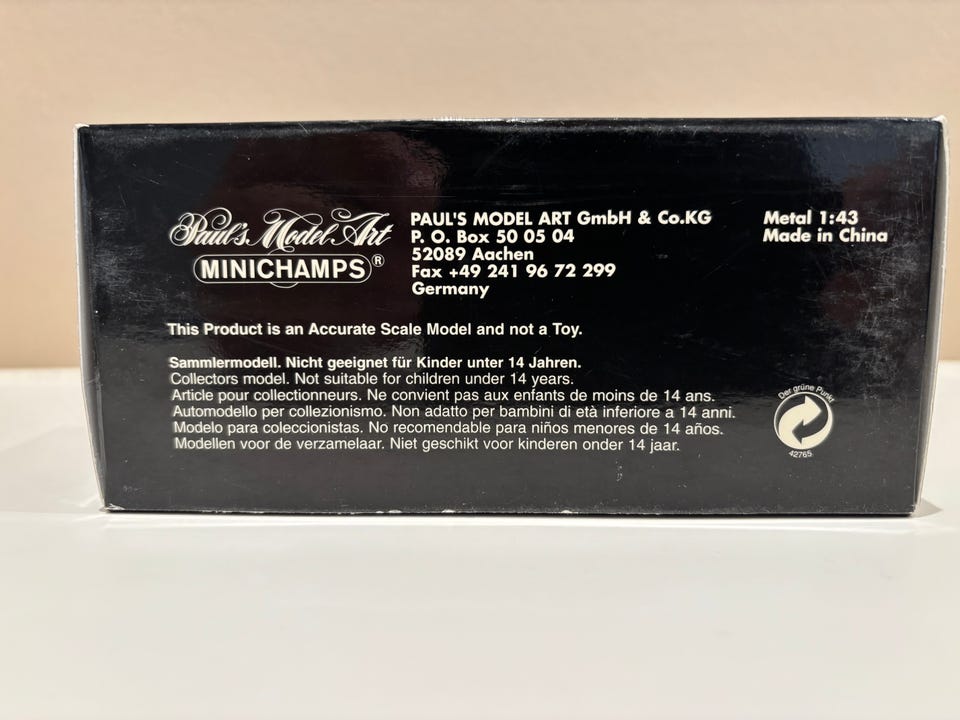 Paul's Model Art
MINICHAMPS®
PAUL'S MODEL ART GmbH & Co.KG
P. O. Box 50 05 04
52089 Aachen
Fax +49 241 96 72 299
Germany
Metal 1:43
Made in China
This Product is an Accurate Scale Model and not a Toy.
Sammlermodell. Nicht geeignet für Kinder unter 14 Jahren.
Collectors model. Not suitable for children under 14 years.
Article pour collectionneurs. Ne convient pas aux enfants de moins de 14 ans.
Automodello per collezionismo. Non adatto per bambini di età inferiore a 14 anni.
Modelo para coleccionistas. No recomendable para niños menores de 14 años.
Modellen voor de verzamelaar. Niet geschikt voor kinderen onder 14 jaar.
Der grüne Punkt
42765